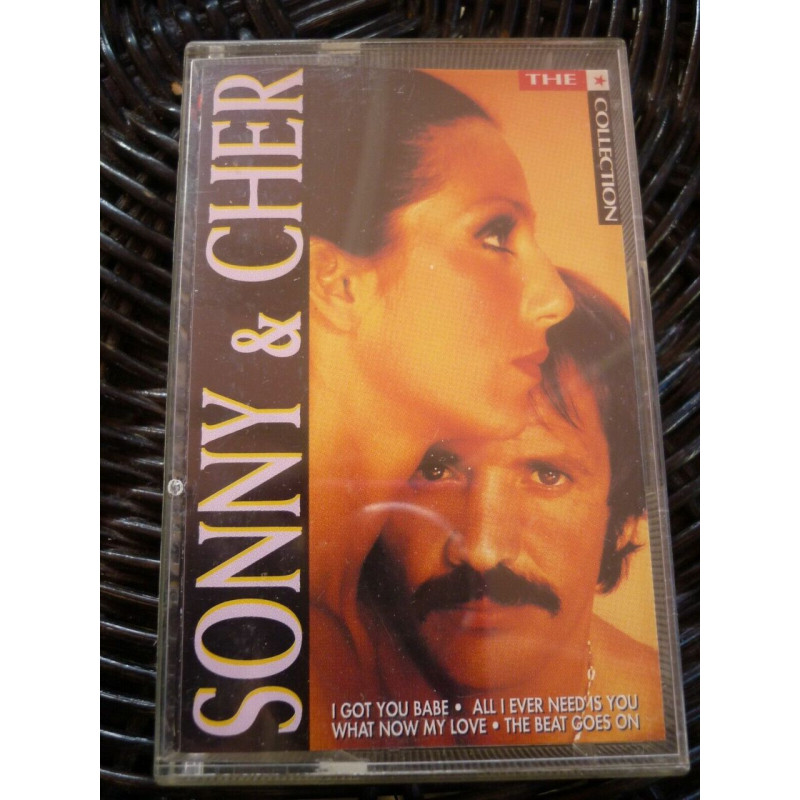 SONNY & CHER
THE
COLLECTION
I GOT YOU BABE • ALL I EVER NEED IS YOU
WHAT NOW MY LOVE • THE BEAT GOES ON